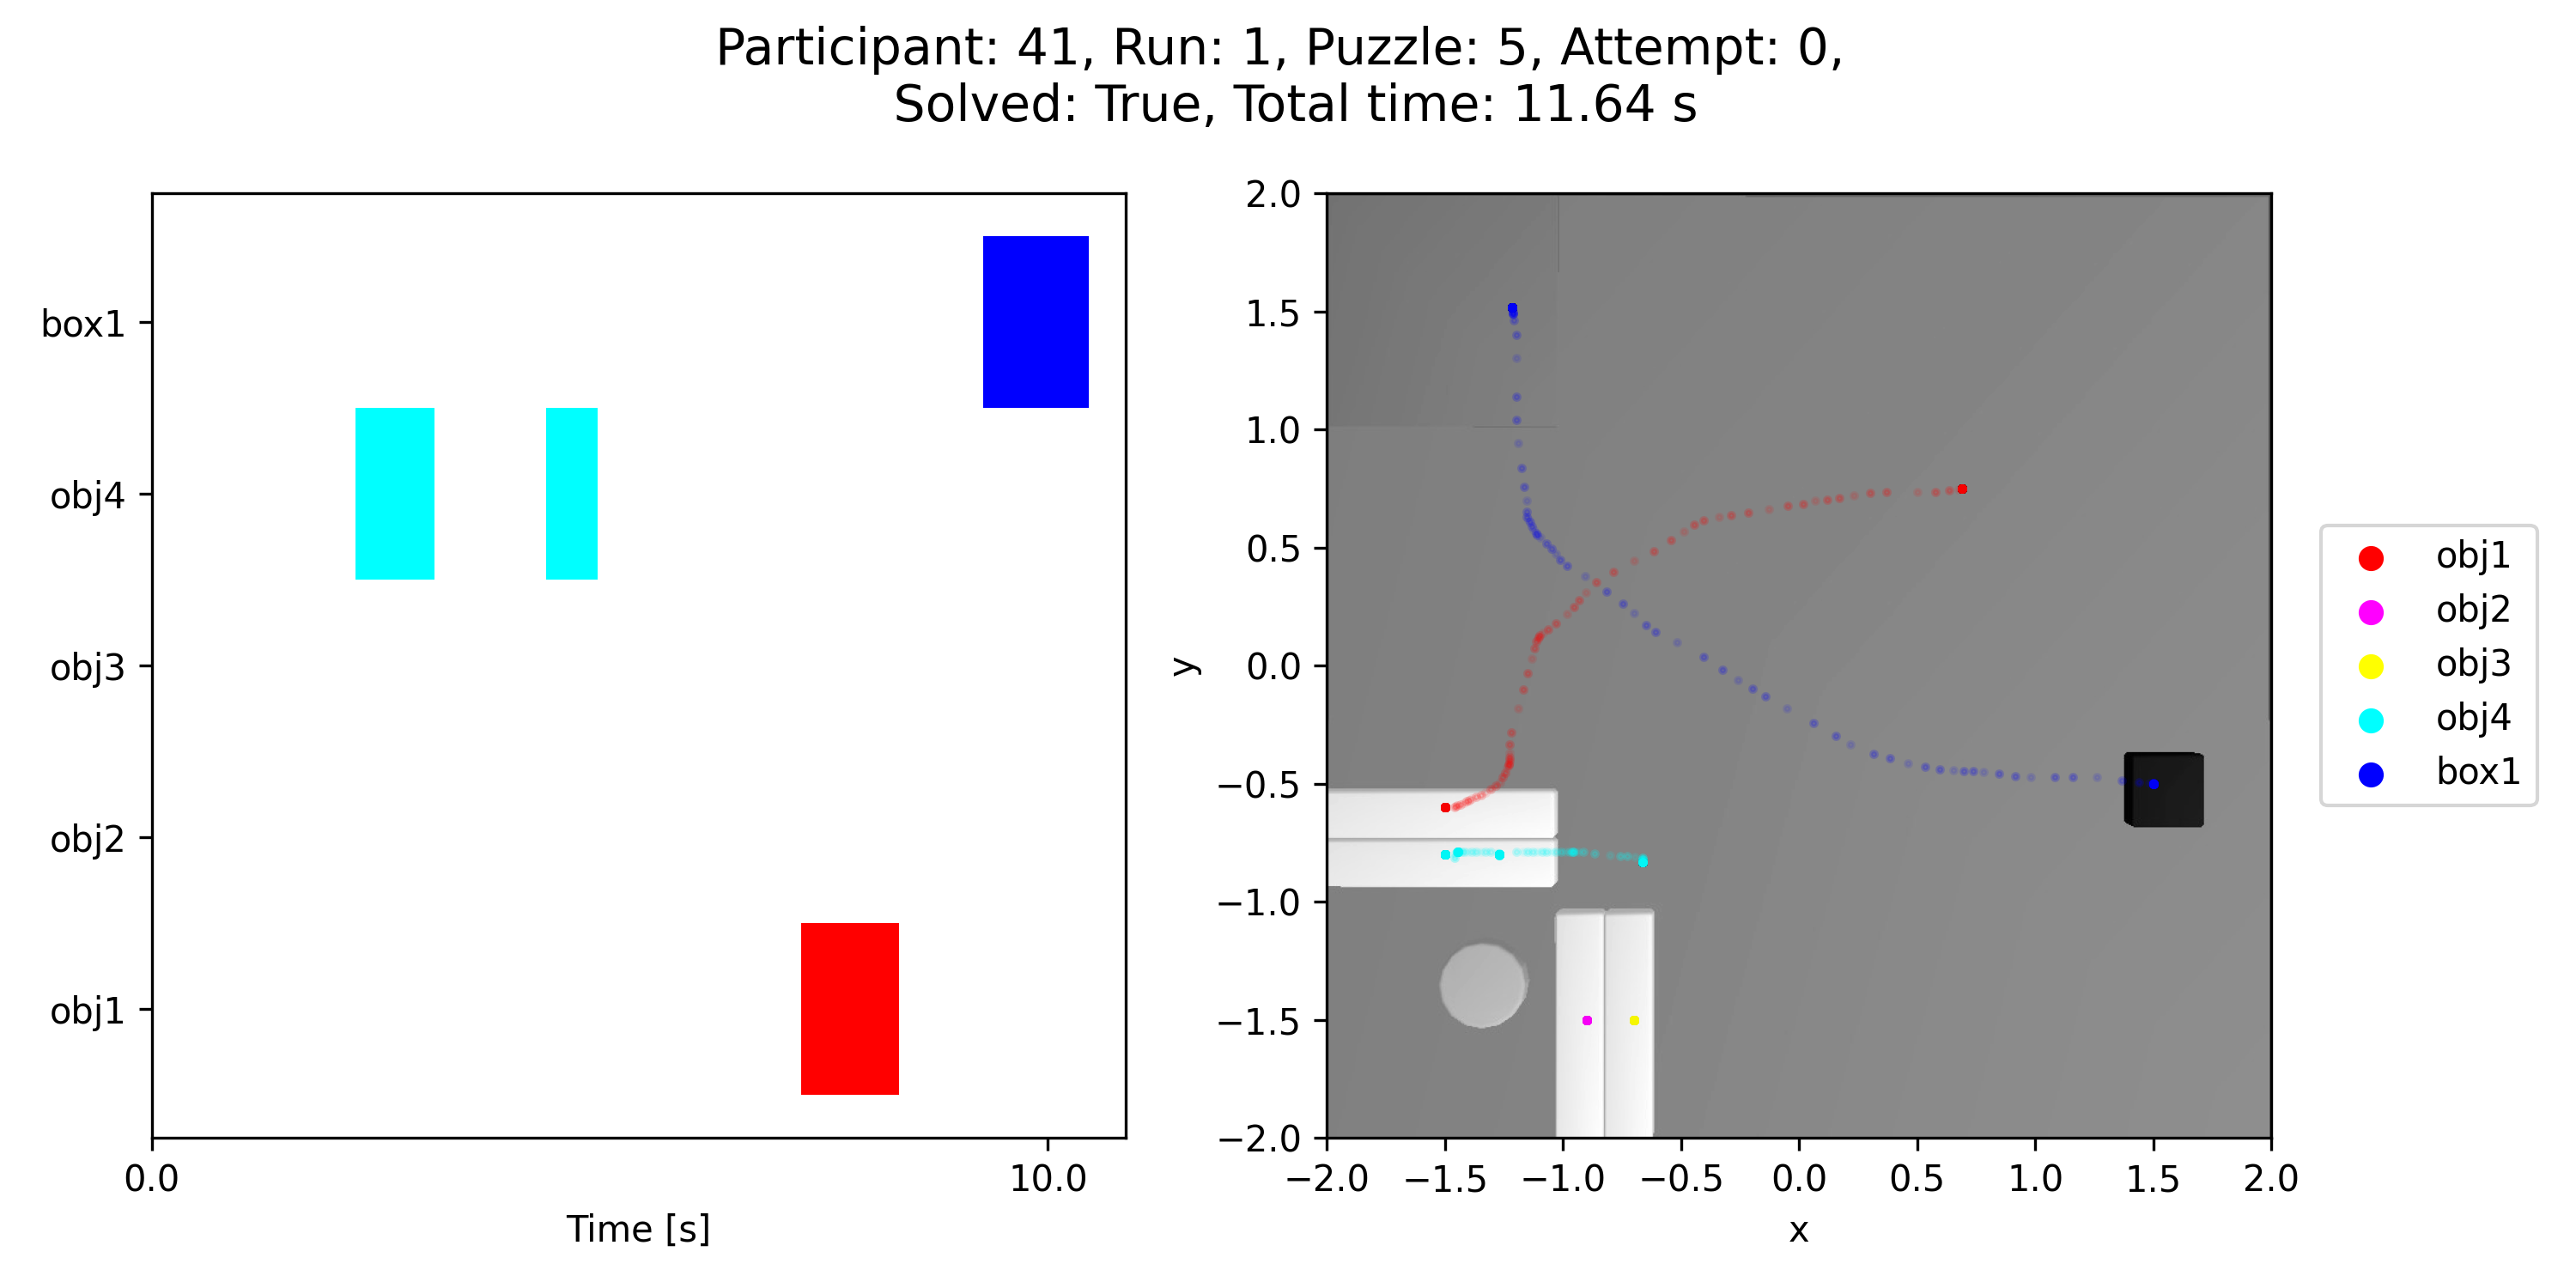 Participant: 41, Run: 1, Puzzle: 5, Attempt: 0,
Solved: True, Total time: 11.64 s
box1
obj4
obj3
obj2
obj1
0.0
10.0
Time [s]
2.0
1.5
1.0
0.5
0.0
−0.5
−1.0
−1.5
−2.0
y
−2.0
−1.5
−1.0
−0.5
0.0
0.5
1.0
1.5
2.0
x
obj1
obj2
obj3
obj4
box1